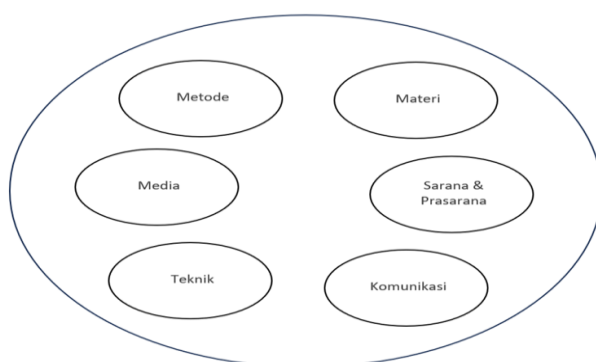 Metode
Materi
Media
Sarana &
Prasarana
Teknik
Komunikasi